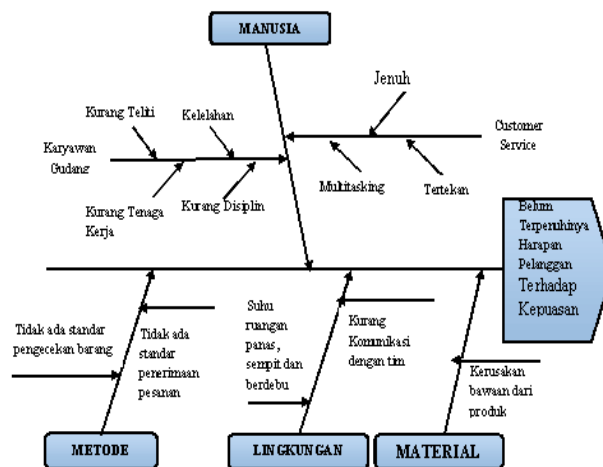 MANUSIA
Jenuh
Kurang Teliti
Kelelahan
Customer
Service
Karyawan
Gudang
Multitasking
Tertekan
Kurang Tenaga
Kerja
Kurang Disiplin
Belum
Terpenuhinya
Harapan
Pelanggan
Terhadap
Kepuasan
Tidak ada standar
pengecekan barang
Tidak ada
standar
penerimaan
pesanan
Suhu
ruangan
panas,
sempit dan
berdebu
Kurang
Komunikasi
dengan tim
Kerusakan
bawaan dari
produk
METODE
LINGKUNGAN
MATERIAL